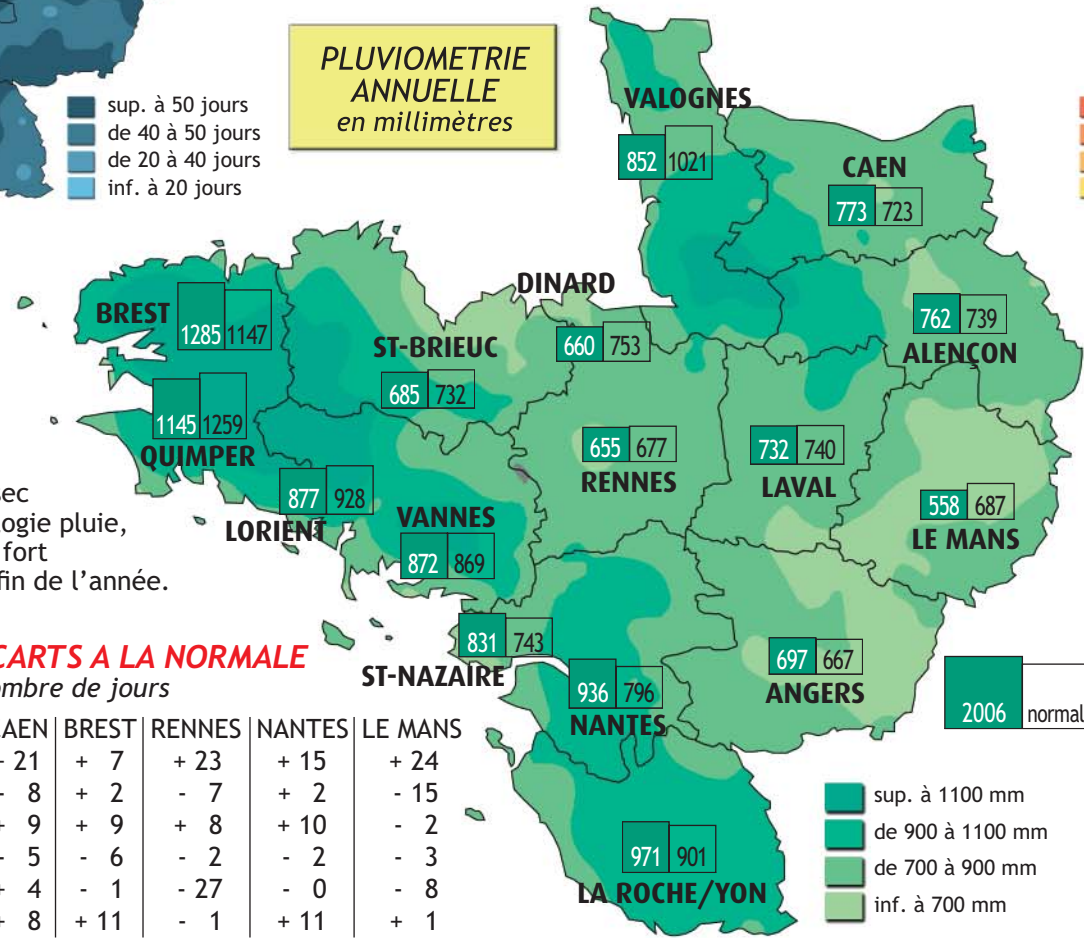 sup. à 50 jours
de 40 à 50 jours
de 20 à 40 jours
inf. à 20 jours
PLUVIOMETRIE
ANNUELLE
en millimètres
VALOGNES
852 1021
CAEN
773 723
DINARD
660 753
BREST
1285 1147
ST-BRIEUC
685 732
762 739
ALENÇON
1145 1259
QUIMPER
655 677
RENNES
732 740
LAVAL
558 687
LE MANS
877 928
LORIENT
VANNES
872 869
831 743
ST-NAZAIRE
936 796
NANTES
697 667
ANGERS
2006 normal
971 901
LA ROCHE/YON
sup. à 1100 mm
de 900 à 1100 mm
de 700 à 900 mm
inf. à 700 mm
sec
logie pluie,
fort
fin de l'année.
CARTS A LA NORMALE
ombre de jours
CAEN BREST RENNES NANTES LE MANS
+ 21 + 7 + 23 + 15 + 24
- 8 + 2 - 7 + 2 - 15
+ 9 + 9 + 8 + 10 - 2
- 5 - 6 - 2 - 2 - 3
+ 4 - 1 - 27 - 0 - 8
+ 8 + 11 - 1 + 11 + 1